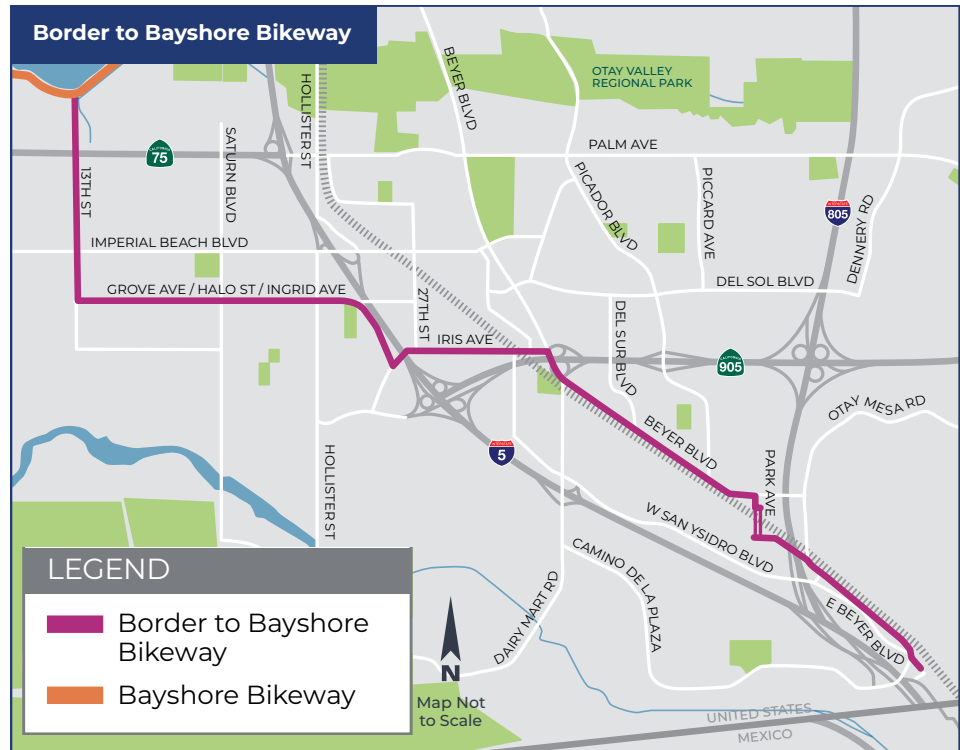 Border to Bayshore Bikeway
BEYER BLVD
HOLLISTER ST
OTAY VALLEY
REGIONAL PARK
CALIFORNIA
75
SATURN BLVD
13TH ST
PALM AVE
PICADOR BLVD
PICCARD AVE
805
DENNERY RD
IMPERIAL BEACH BLVD
GROVE AVE / HALO ST / INGRID AVE
27TH ST
DEL SOL BLVD
IRIS AVE
DEL SUR BLVD
CALIFORNIA
905
OTAY MESA RD
BEYER BLVD
5
HOLLISTER ST
PARK AVE
W SAN YSIDRO BLVD
CAMINO DE LA PLAZA
DAIRY MART RD
E BEYER BLVD
LEGEND
Border to Bayshore
Bikeway
Bayshore Bikeway
N
Map Not
to Scale
UNITED STATES
MEXICO